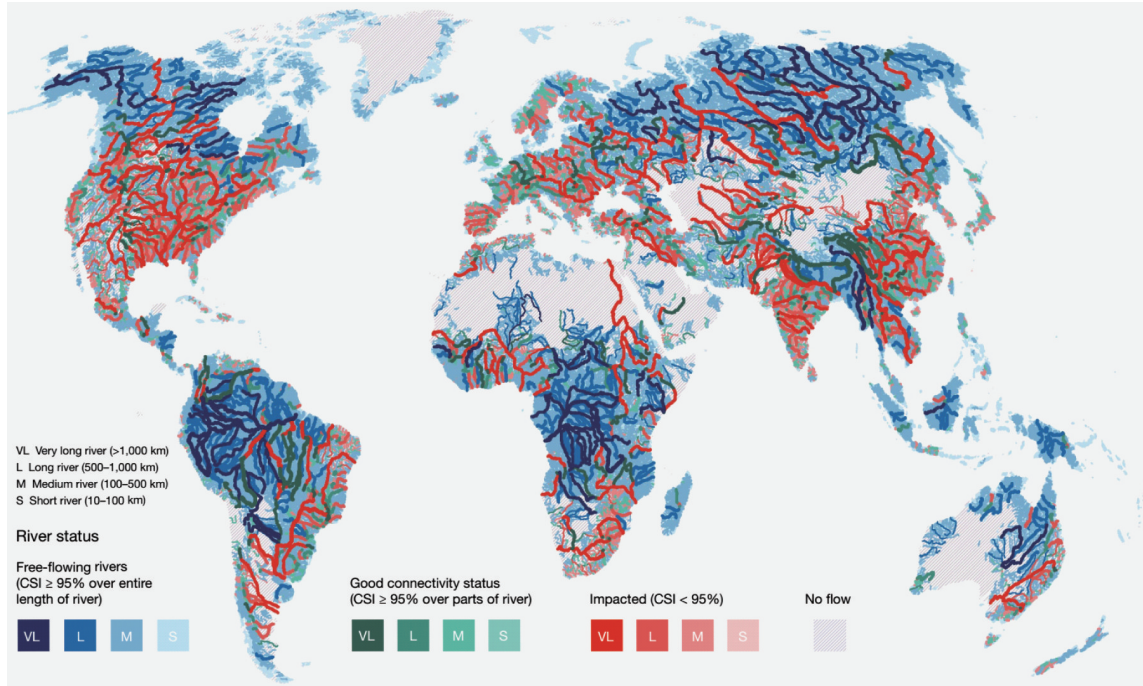 VL Very long river (>1,000 km)
L Long river (500–1,000 km)
M Medium river (100–500 km)
S Short river (10–100 km)
River status
Free-flowing rivers
(CSI ≥ 95% over entire
length of river)
VL L M S
Good connectivity status
(CSI ≥ 95% over parts of river)
VL L M S
Impacted (CSI < 95%)
VL L M S
No flow